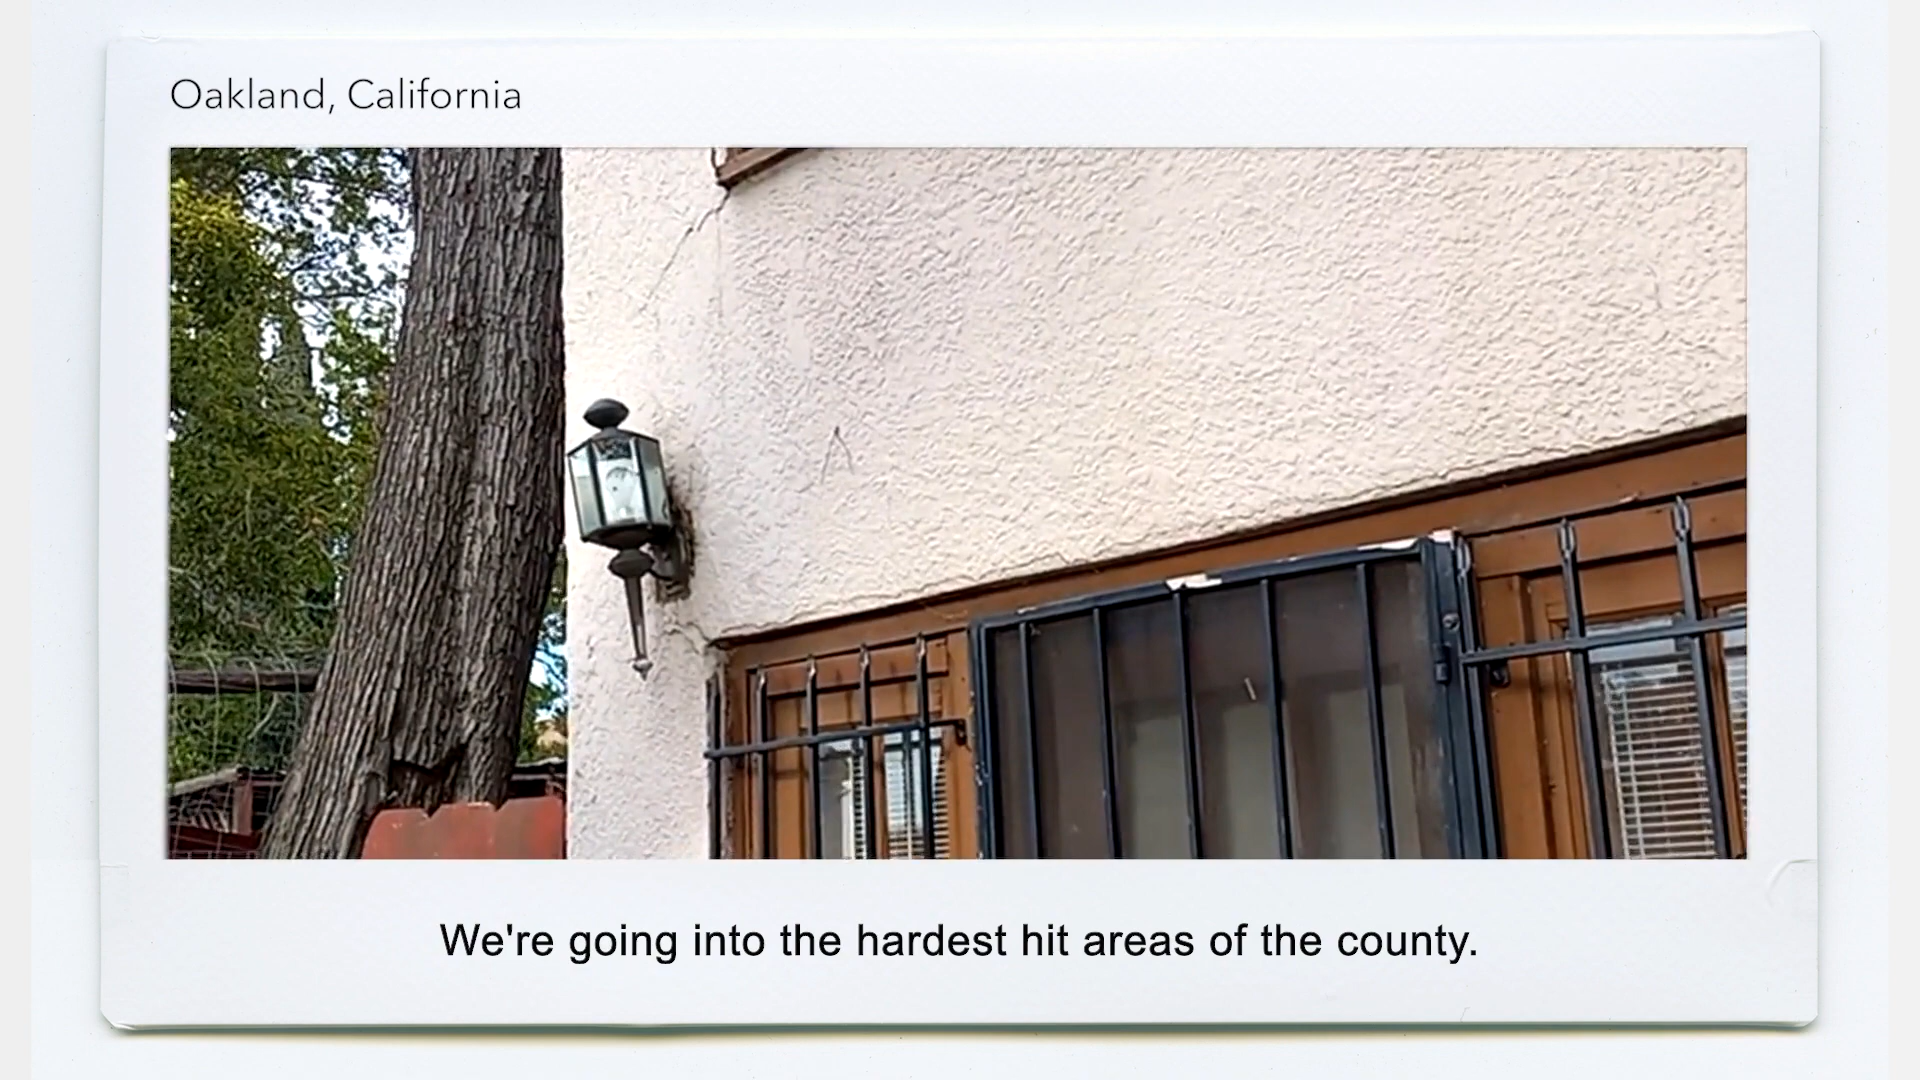 Oakland, California
We're going into the hardest hit areas of the county.